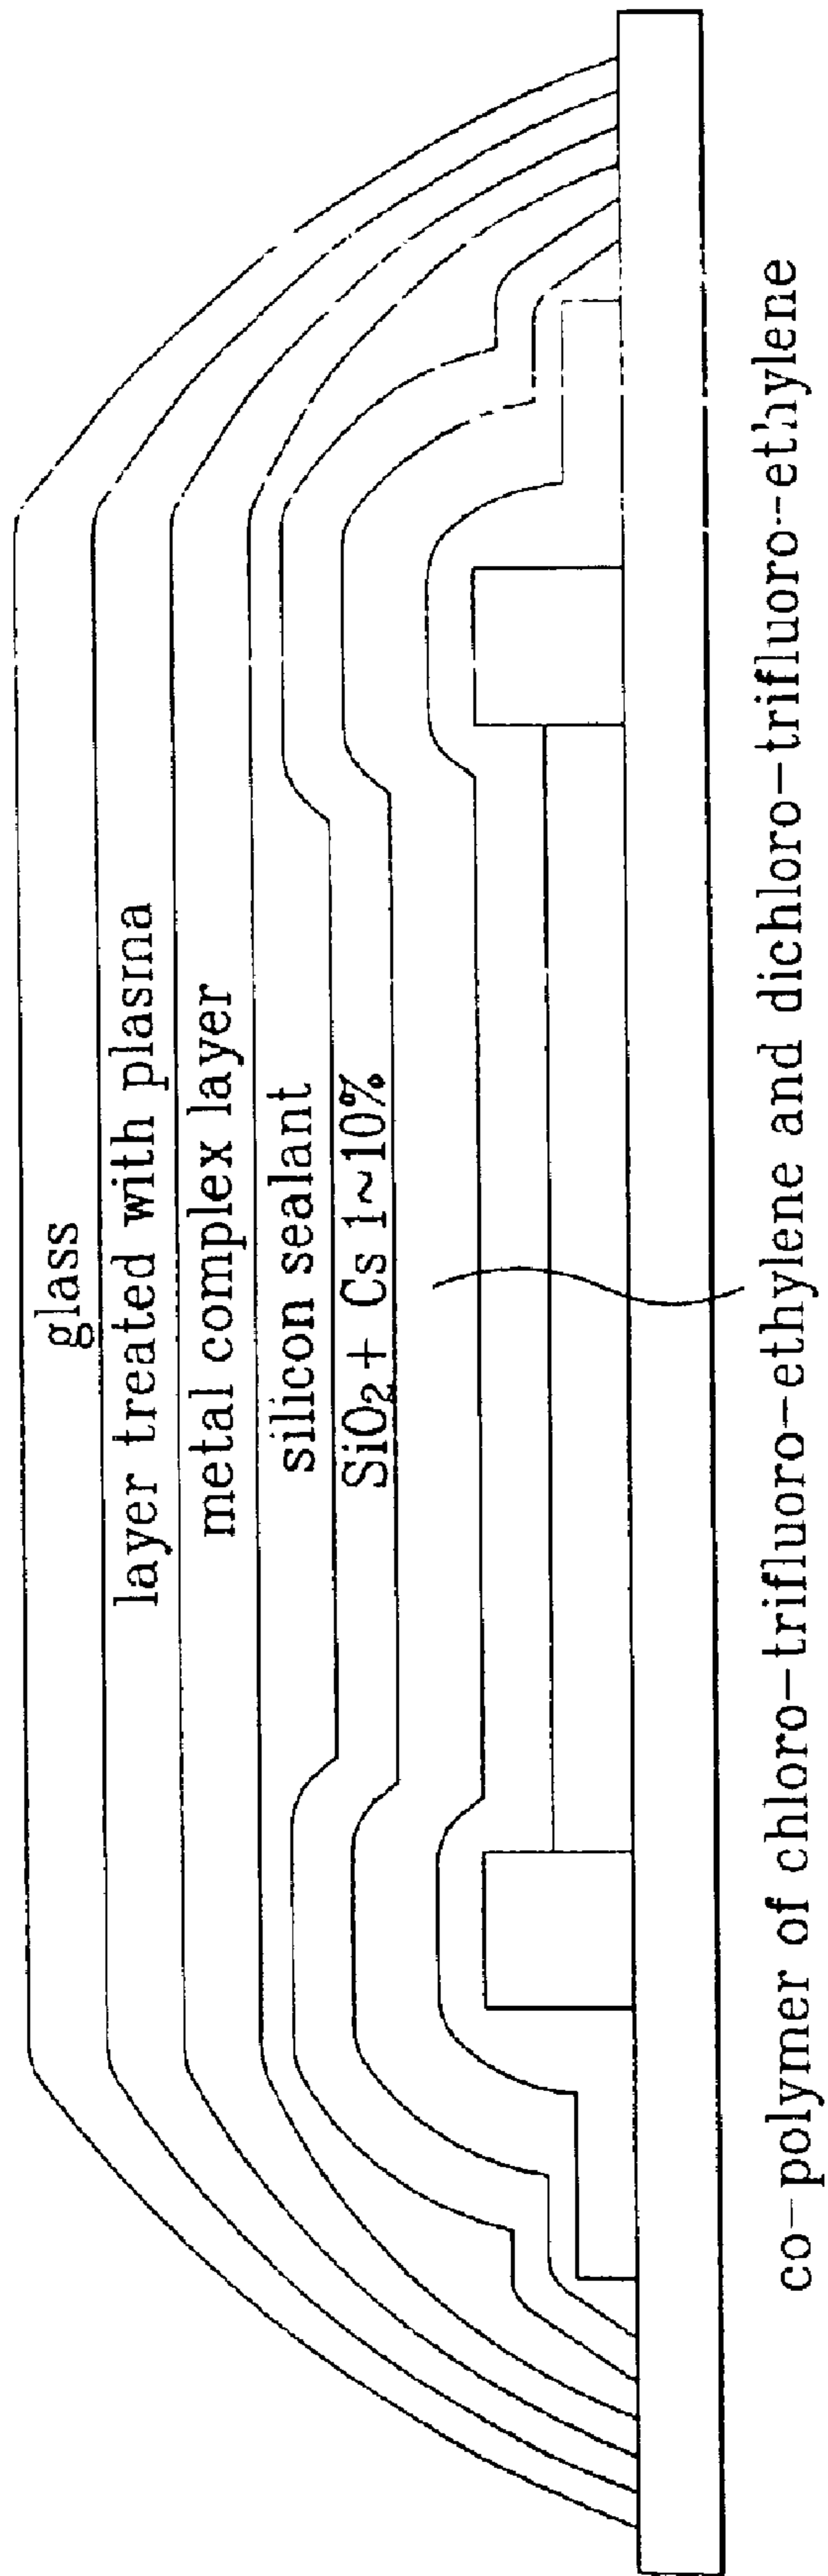 glass
layer treated with plasma
metal complex layer
silicon sealant
SiO₂+ Cs 1~10%
co-polymer of chloro-trifluoro-ethylene and dichloro-trifluoro-ethylene